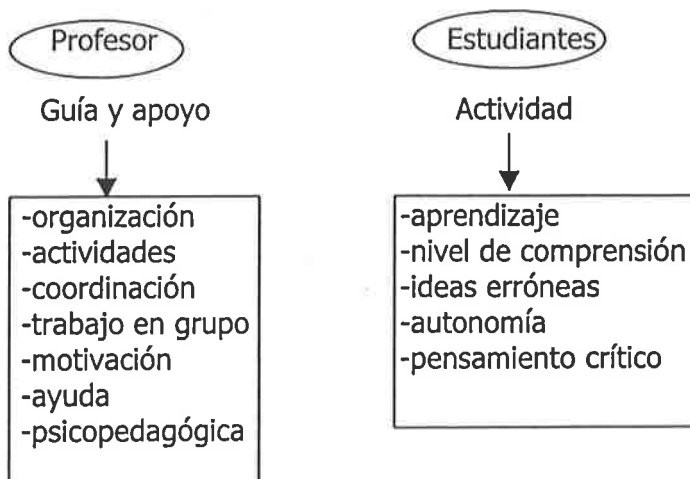 Profesor
Guía y apoyo
-organización
-actividades
-coordinación
-trabajo en grupo
-motivación
-ayuda
-psicopedagógica
Estudiantes
Actividad
-aprendizaje
-nivel de comprensión
-ideas erróneas
-autonomía
-pensamiento crítico